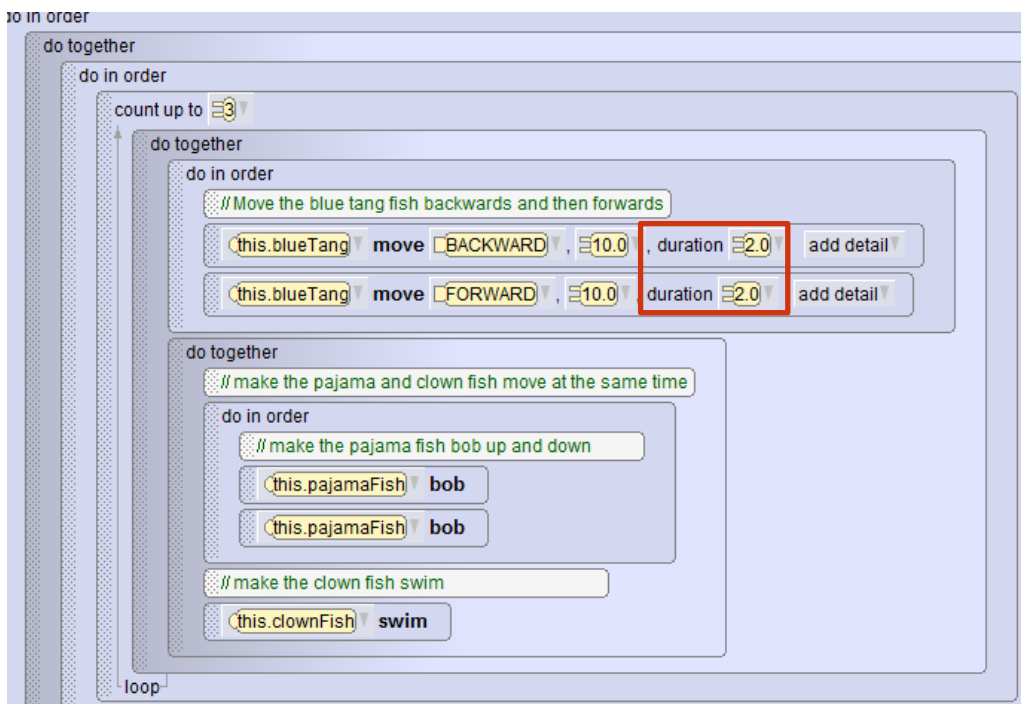 do in order
do together
do in order
count up to 3
do together
do in order
// Move the blue tang fish backwards and then forwards
this.blueTang move BACKWARD , 10.0 , duration 2.0 add detail
this.blueTang move FORWARD , 10.0 , duration 2.0 add detail
do together
// make the pajama and clown fish move at the same time
do in order
// make the pajama fish bob up and down
this.pajamaFish bob
this.pajamaFish bob
// make the clown fish swim
this.clownFish swim
loop